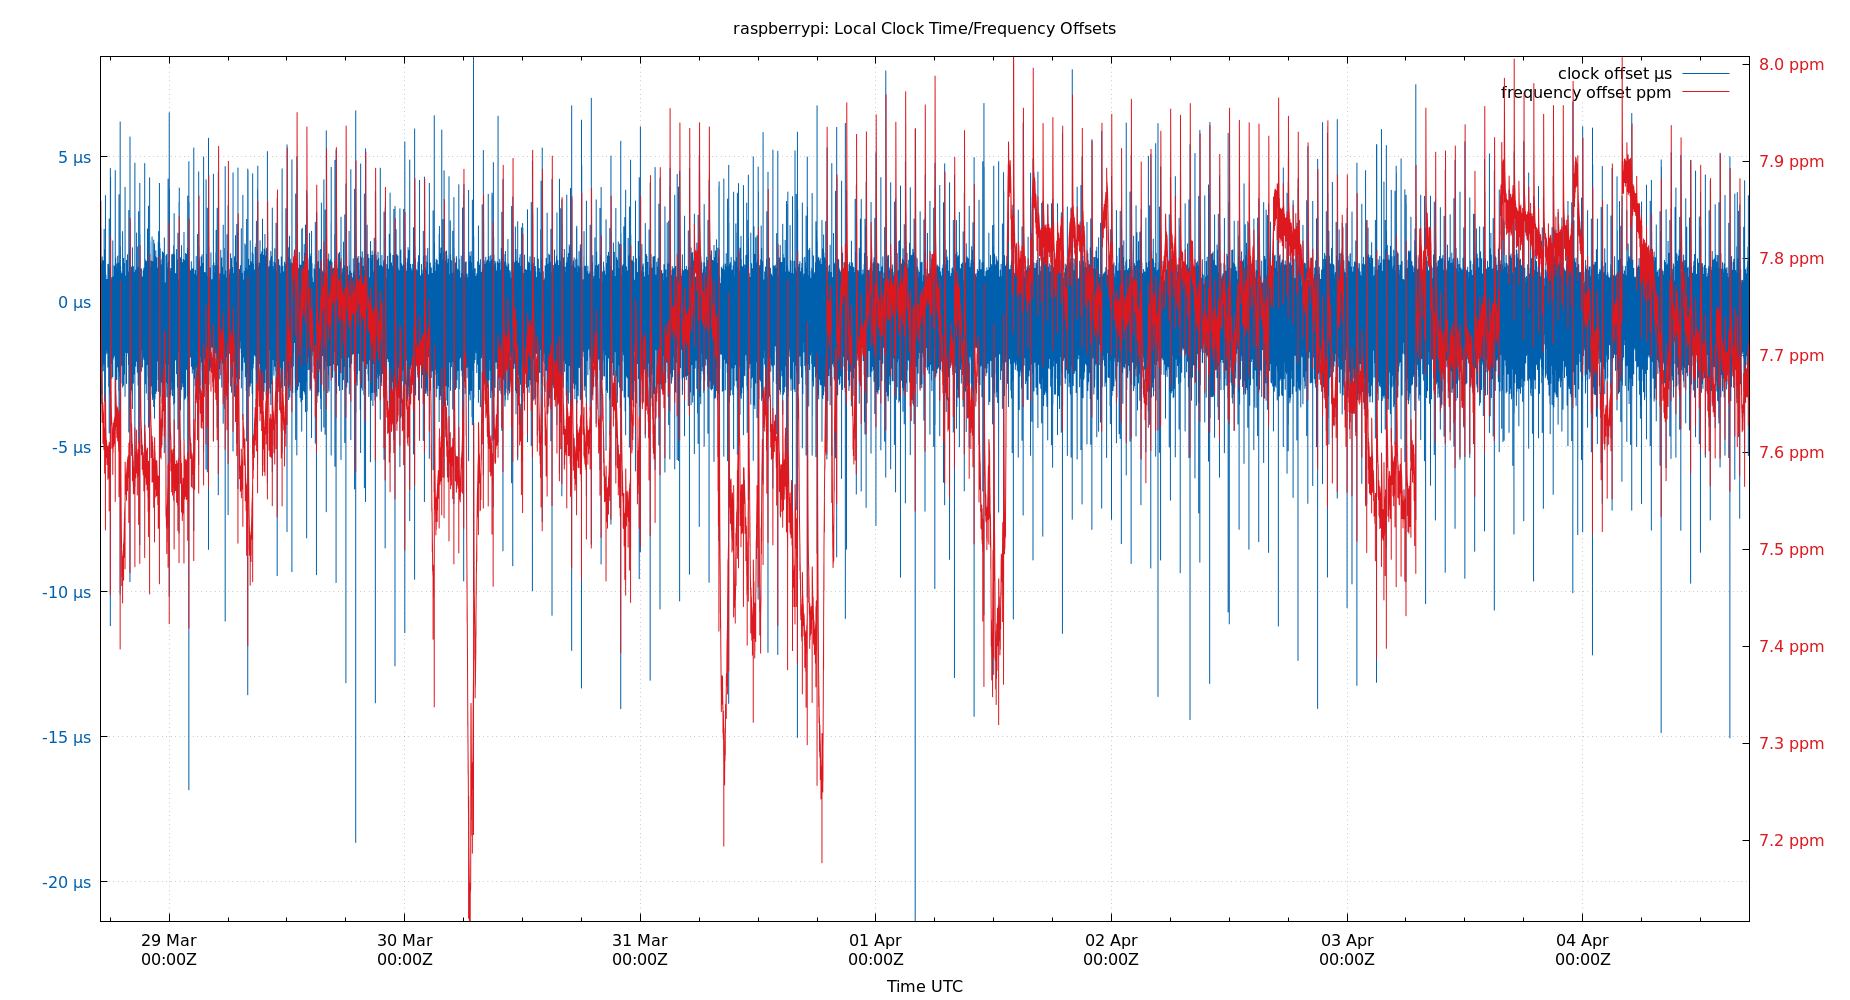 raspberrypi: Local Clock Time/Frequency Offsets
clock offset µs
frequency offset ppm
5 µs
0 µs
-5 µs
-10 µs
-15 µs
-20 µs
8.0 ppm
7.9 ppm
7.8 ppm
7.7 ppm
7.6 ppm
7.5 ppm
7.4 ppm
7.3 ppm
7.2 ppm
29 Mar 30 Mar 31 Mar 01 Apr 02 Apr 03 Apr 04 Apr
00:00Z 00:00Z 00:00Z 00:00Z 00:00Z 00:00Z 00:00Z
Time UTC